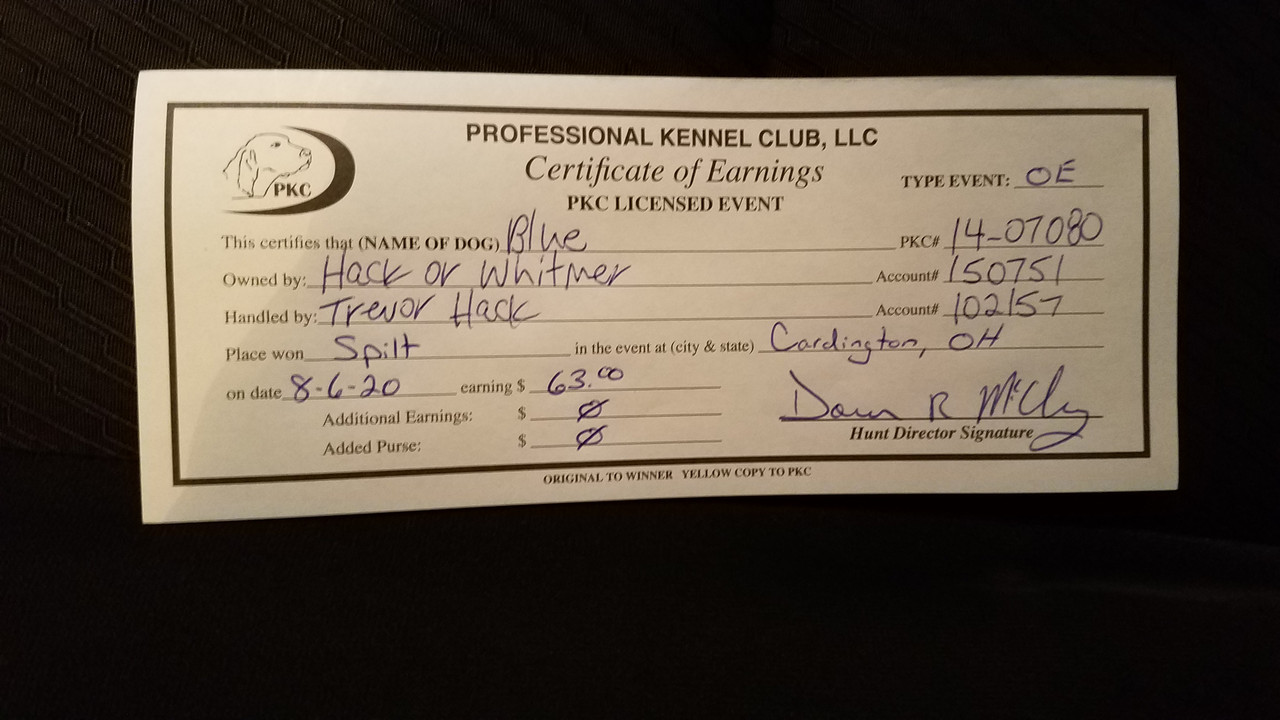 PROFESSIONAL KENNEL CLUB, LLC
Certificate of Earnings
PKC
TYPE EVENT: OE
PKC LICENSED EVENT
This certifies that (NAME OF DOG) Blue PKC# 14-07080
Owned by: Hack or Whitmer Account# 150751
Handled by: Trevor Hack Account# 102157
Place won Spilt in the event at (city & state) Cardington, OH
on date 8-6-20 earning $ 63.00
Additional Earnings: $ Ø
Added Purse: $ Ø
R
Hunt Director Signature
ORIGINAL TO WINNER YELLOW COPY TO PKC